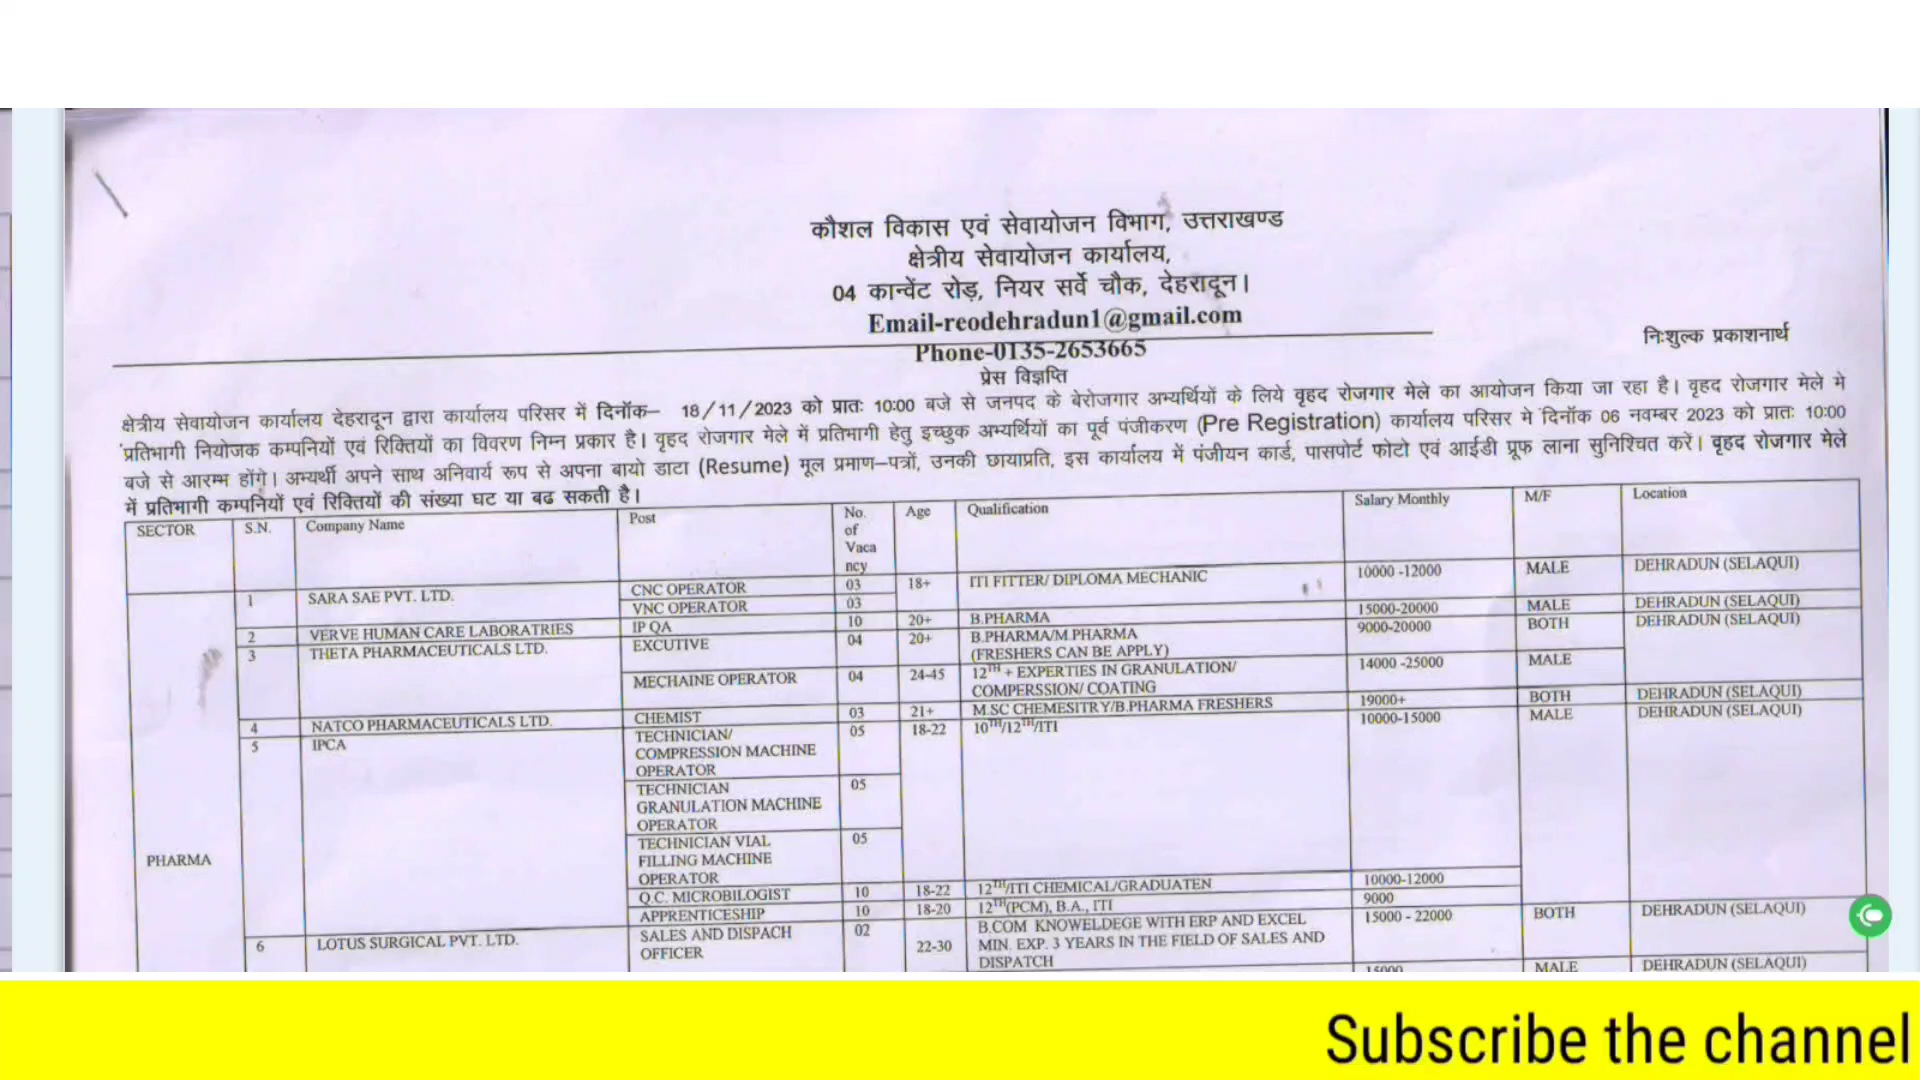 कौशल विकास एवं सेवायोजन विभाग, उत्तराखण्ड
क्षेत्रीय सेवायोजन कार्यालय,
04 कान्वेंट रोड़, नियर सर्वे चौक, देहरादून।
Email-reodehradun1@gmail.com
Phone-0135-2653665
निःशुल्क प्रकाशनार्थ
प्रेस विज्ञप्ति
क्षेत्रीय सेवायोजन कार्यालय देहरादून द्वारा कार्यालय परिसर में दिनॉक– 18/11/2023 को प्रातः 10:00 बजे से जनपद के बेरोजगार अभ्यर्थियों के लिये वृहद रोजगार मेले का आयोजन किया जा रहा है। वृहद रोजगार मेले मे
प्रतिभागी नियोजक कम्पनियों एवं रिक्तियों का विवरण निम्न प्रकार है। वृहद रोजगार मेले में प्रतिभागी हेतु इच्छुक अभ्यर्थियों का पूर्व पंजीकरण (Pre Registration) कार्यालय परिसर मे दिनॉक 06 नवम्बर 2023 को प्रातः 10:00
बजे से आरम्भ होंगे। अभ्यर्थी अपने साथ अनिवार्य रूप से अपना बायो डाटा (Resume) मूल प्रमाण–पत्रों, उनकी छायाप्रति, इस कार्यालय में पंजीयन कार्ड, पासपोर्ट फोटो एवं आईडी प्रूफ लाना सुनिश्चित करें। वृहद रोजगार मेले
में प्रतिभागी कम्पनियों एवं रिक्तियों की संख्या घट या बढ सकती है।
SECTOR S.N. Company Name Post No. of Vaca ncy Age Qualification Salary Monthly M/F Location
PHARMA
1 SARA SAE PVT. LTD. CNC OPERATOR 03 18+ ITI FITTER/ DIPLOMA MECHANIC 10000 -12000 MALE DEHRADUN (SELAQUI)
VNC OPERATOR 03
2 VERVE HUMAN CARE LABORATRIES IP QA 10 20+ B.PHARMA 15000-20000 MALE DEHRADUN (SELAQUI)
3 THETA PHARMACEUTICALS LTD. EXCUTIVE 04 20+ B.PHARMA/M.PHARMA 9000-20000 BOTH DEHRADUN (SELAQUI)
(FRESHERS CAN BE APPLY)
MECHAINE OPERATOR 04 24-45 12TH + EXPERTIES IN GRANULATION/ 14000 -25000 MALE
COMPERSSION/ COATING
4 NATCO PHARMACEUTICALS LTD. CHEMIST 03 21+ M.SC CHEMESITRY/B.PHARMA FRESHERS 19000+ BOTH DEHRADUN (SELAQUI)
5 IPCA TECHNICIAN/ 05 18-22 10TH/12TH/ITI 10000-15000 MALE DEHRADUN (SELAQUI)
COMPRESSION MACHINE
OPERATOR
TECHNICIAN 05
GRANULATION MACHINE
OPERATOR
TECHNICIAN VIAL 05
FILLING MACHINE
OPERATOR
Q.C. MICROBILOGIST 10 18-22 12TH/ITI CHEMICAL/GRADUATEN 10000-12000
APPRENTICESHIP 10 18-20 12TH(PCM), B.A., ITI 9000
6 LOTUS SURGICAL PVT. LTD. SALES AND DISPACH 02 22-30 B.COM KNOWELDEGE WITH ERP AND EXCEL 15000 - 22000 BOTH DEHRADUN (SELAQUI)
OFFICER MIN. EXP. 3 YEARS IN THE FIELD OF SALES AND
DISPATCH
15000 MALE DEHRADUN (SELAQUI)
Subscribe the channel